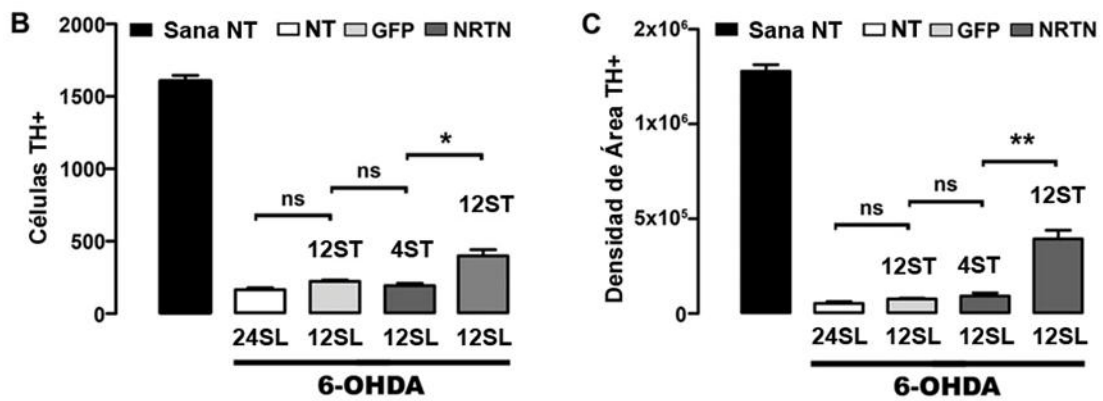 B
2000
Sana NT NT GFP NRTN
1500
Células TH+
1000
500
0
ns
ns
*
12ST
4ST
12ST
24SL 12SL 12SL 12SL
6-OHDA
C
2x10⁶
Sana NT NT GFP NRTN
Densidad de Área TH+
1x10⁶
5x10⁵
0
ns
ns
**
12ST
4ST
12ST
24SL 12SL 12SL 12SL
6-OHDA